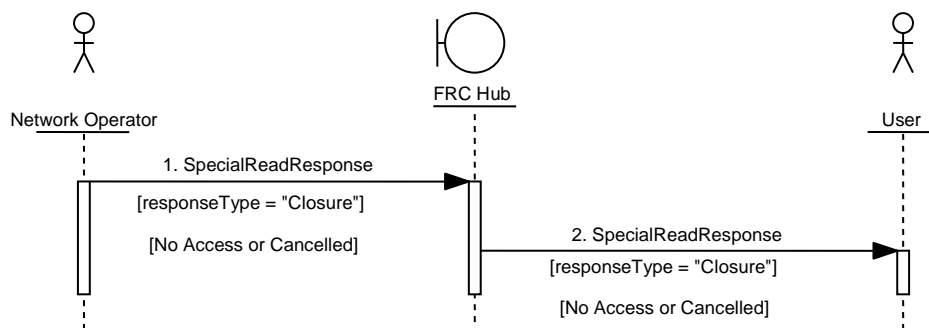 FRC Hub
Network Operator
User
1. SpecialReadResponse
[responseType = "Closure"]
[No Access or Cancelled]
2. SpecialReadResponse
[responseType = "Closure"]
[No Access or Cancelled]